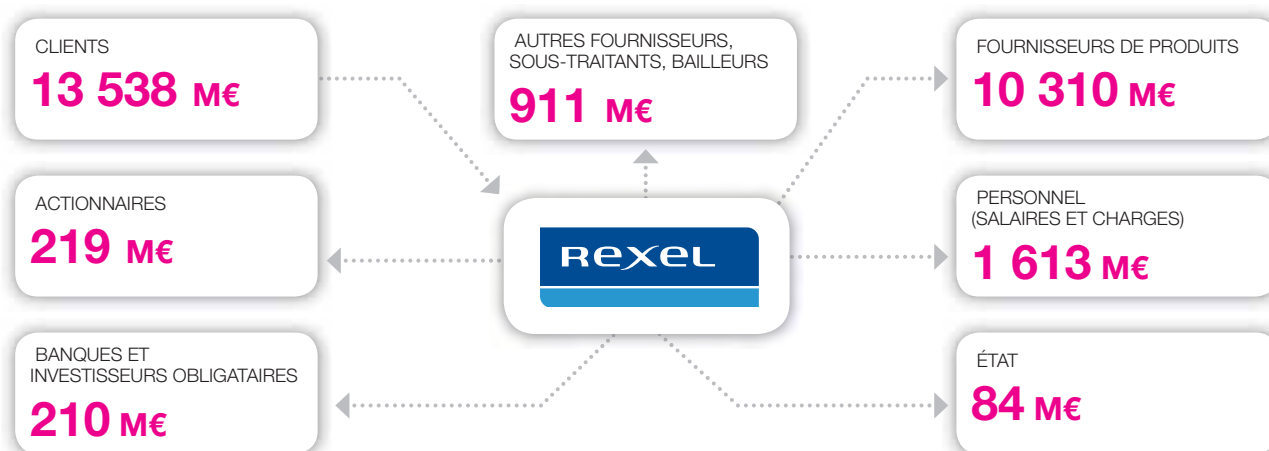 CLIENTS
13 538 M€
AUTRES FOURNISSEURS,
SOUS-TRAITANTS, BAILLEURS
911 M€
FOURNISSEURS DE PRODUITS
10 310 M€
ACTIONNAIRES
219 M€
REXEL
PERSONNEL
(SALAIRES ET CHARGES)
1 613 M€
BANQUES ET
INVESTISSEURS OBLIGATAIRES
210 M€
ÉTAT
84 M€